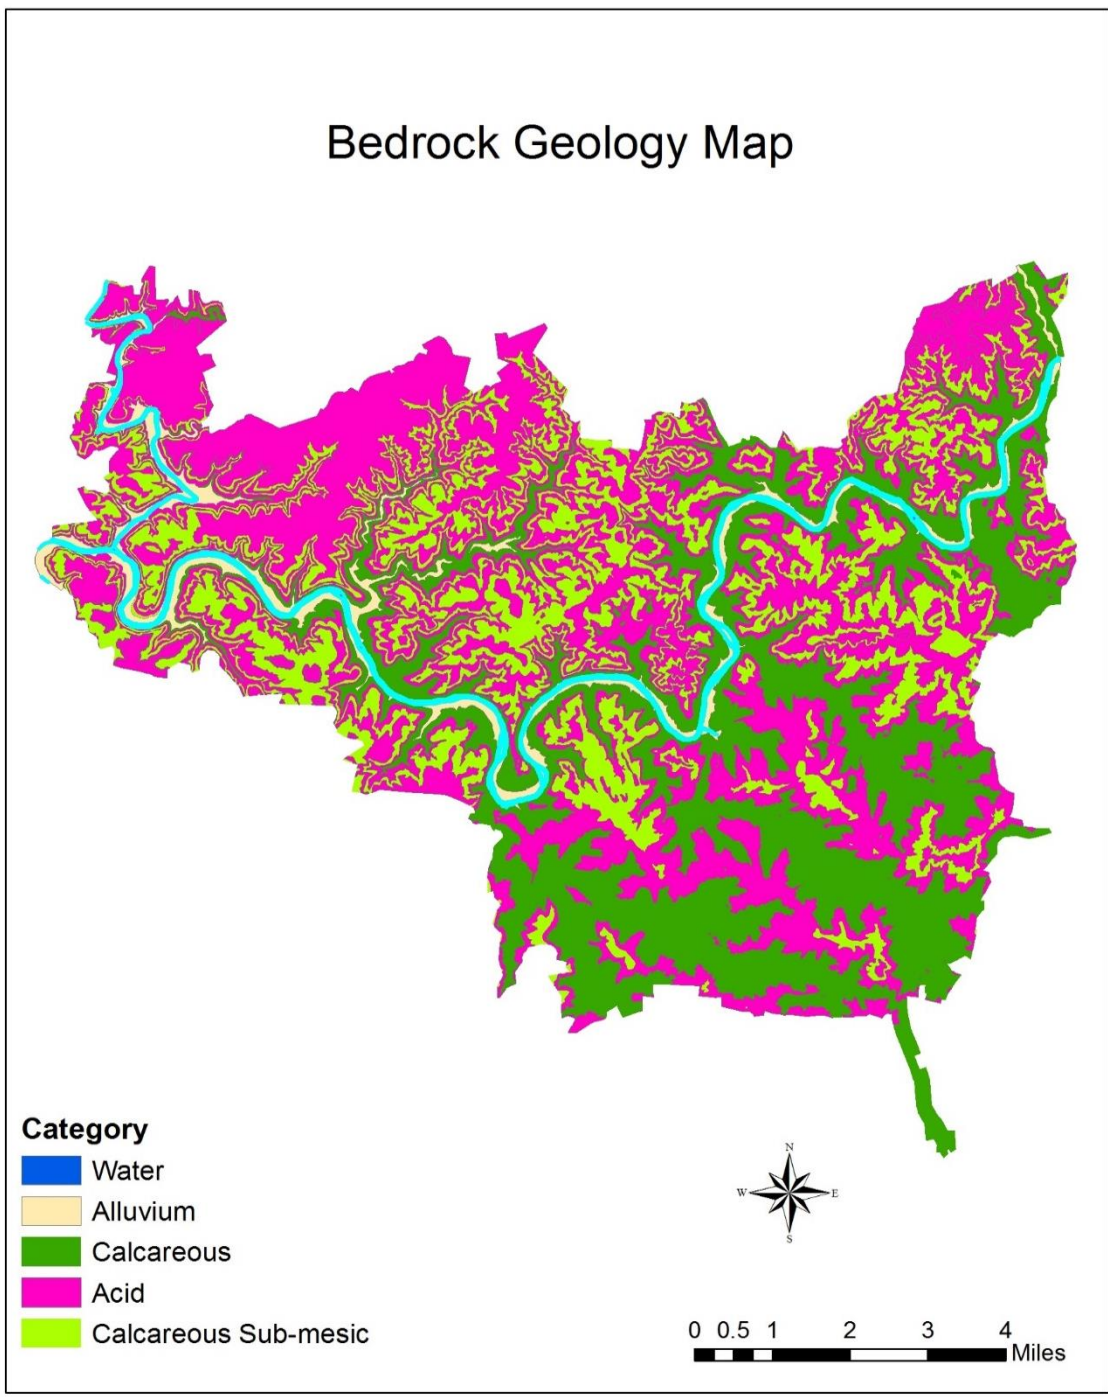 Bedrock Geology Map
Category
Water
Alluvium
Calcareous
Acid
Calcareous Sub-mesic
N
W E
S
0 0.5 1 2 3 4
Miles